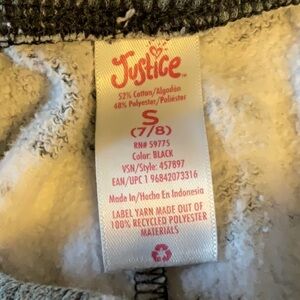 Justice™
52% Cotton/Algodón
48% Polyester/Poliéster
S
(7/8)
RN# 59775
Color: BLACK
VSN/Style: 457897
EAN/UPC 1 96842073316
Made In/Hecho En Indonesia
LABEL YARN MADE OUT OF
100% RECYCLED POLYESTER
MATERIALS